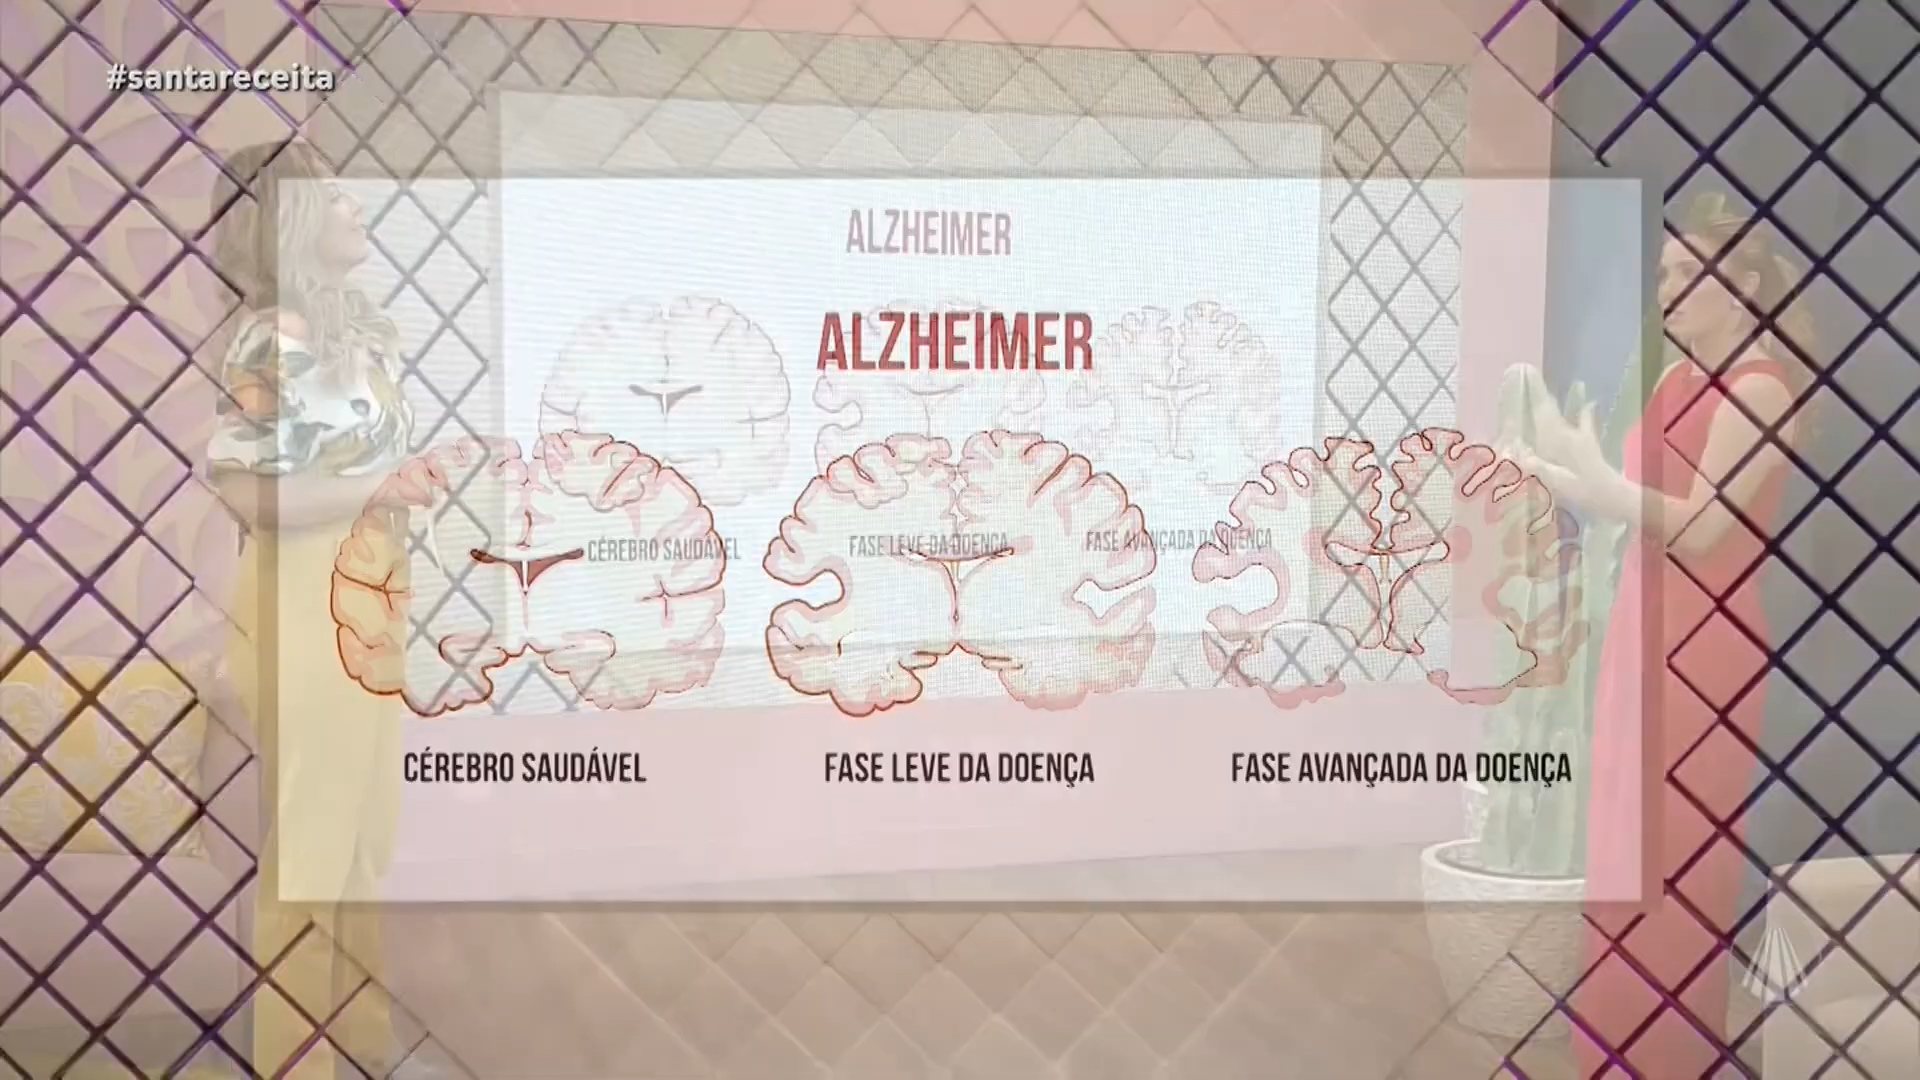 #santareceita
ALZHEIMER
ALZHEIMER
CÉREBRO SAUDÁVEL
FASE LEVE DA DOENÇA
FASE AVANÇADA DA DOENÇA
CÉREBRO SAUDÁVEL
FASE LEVE DA DOENÇA
FASE AVANÇADA DA DOENÇA